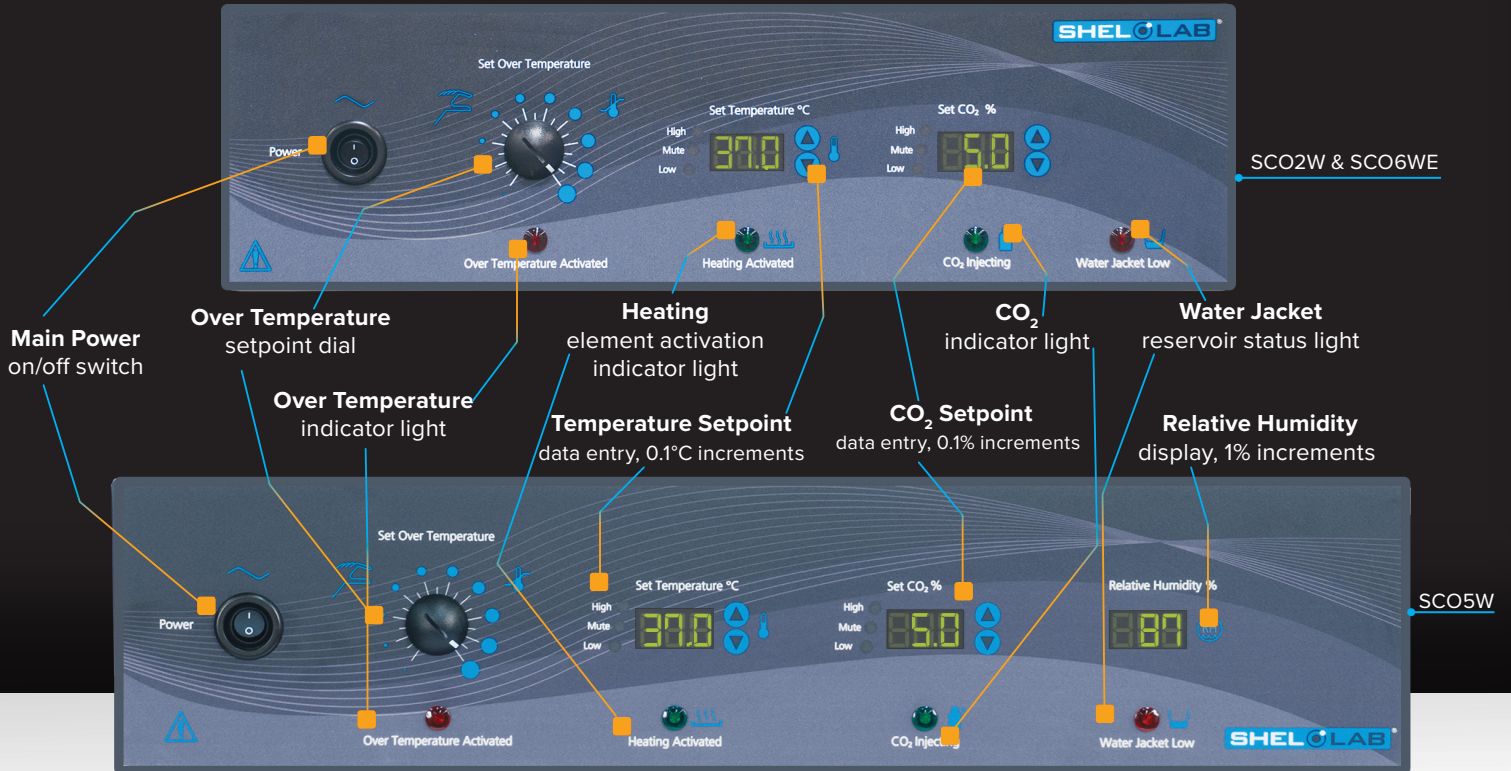 SHEL LAB
Set Over Temperature
Set Temperature °C
Set CO₂ %
High
Mute
Low
37.0
High
Mute
Low
5.0
Power
I
O
SCO2W & SCO6WE
Over Temperature Activated
Heating Activated
CO₂ Injecting
Water Jacket Low
Main Power
on/off switch
Over Temperature
setpoint dial
Over Temperature
indicator light
Heating
element activation
indicator light
Temperature Setpoint
data entry, 0.1°C increments
CO₂
indicator light
CO₂ Setpoint
data entry, 0.1% increments
Water Jacket
reservoir status light
Relative Humidity
display, 1% increments
Set Over Temperature
Set Temperature °C
Set CO₂ %
Relative Humidity %
High
Mute
Low
37.0
High
Mute
Low
5.0
87
RH
Power
I
O
SCO5W
Over Temperature Activated
Heating Activated
CO₂ Injecting
Water Jacket Low
SHEL LAB